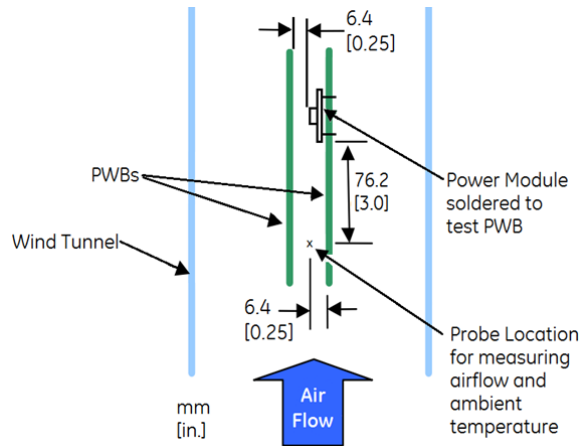 6.4
[0.25]
PWBs
76.2
[3.0]
Power Module
soldered to
test PWB
Wind Tunnel
x
6.4
[0.25]
Probe Location
for measuring
airflow and
ambient
temperature
Air
Flow
mm
[in.]